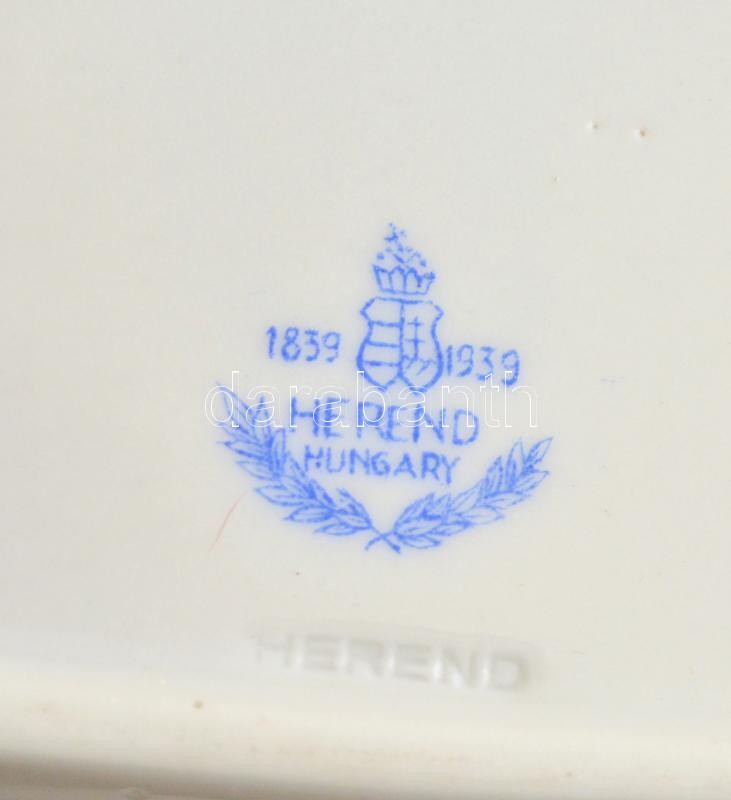 1839 1939
darabanth
HEREND
HUNGARY
HEREND